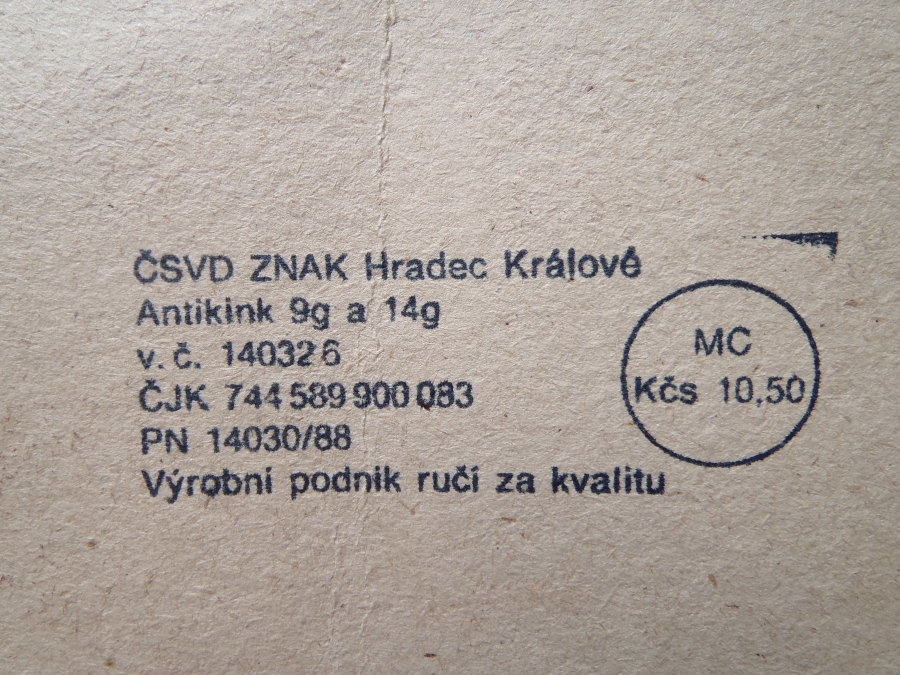 ČSVD ZNAK Hradec Králové
Antikink 9g a 14g
v. č. 140326
ČJK 744 589 900 083
PN 14030/88
Výrobní podnik ručí za kvalitu
MC
Kčs 10,50